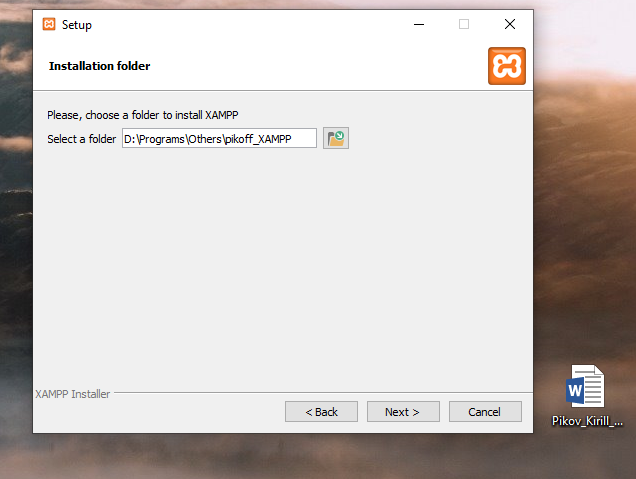 Setup
Installation folder
Please, choose a folder to install XAMPP
Select a folder D:\Programs\Others\pikoff_XAMPP
XAMPP Installer
< Back Next > Cancel
W
Pikov_Kirill_...